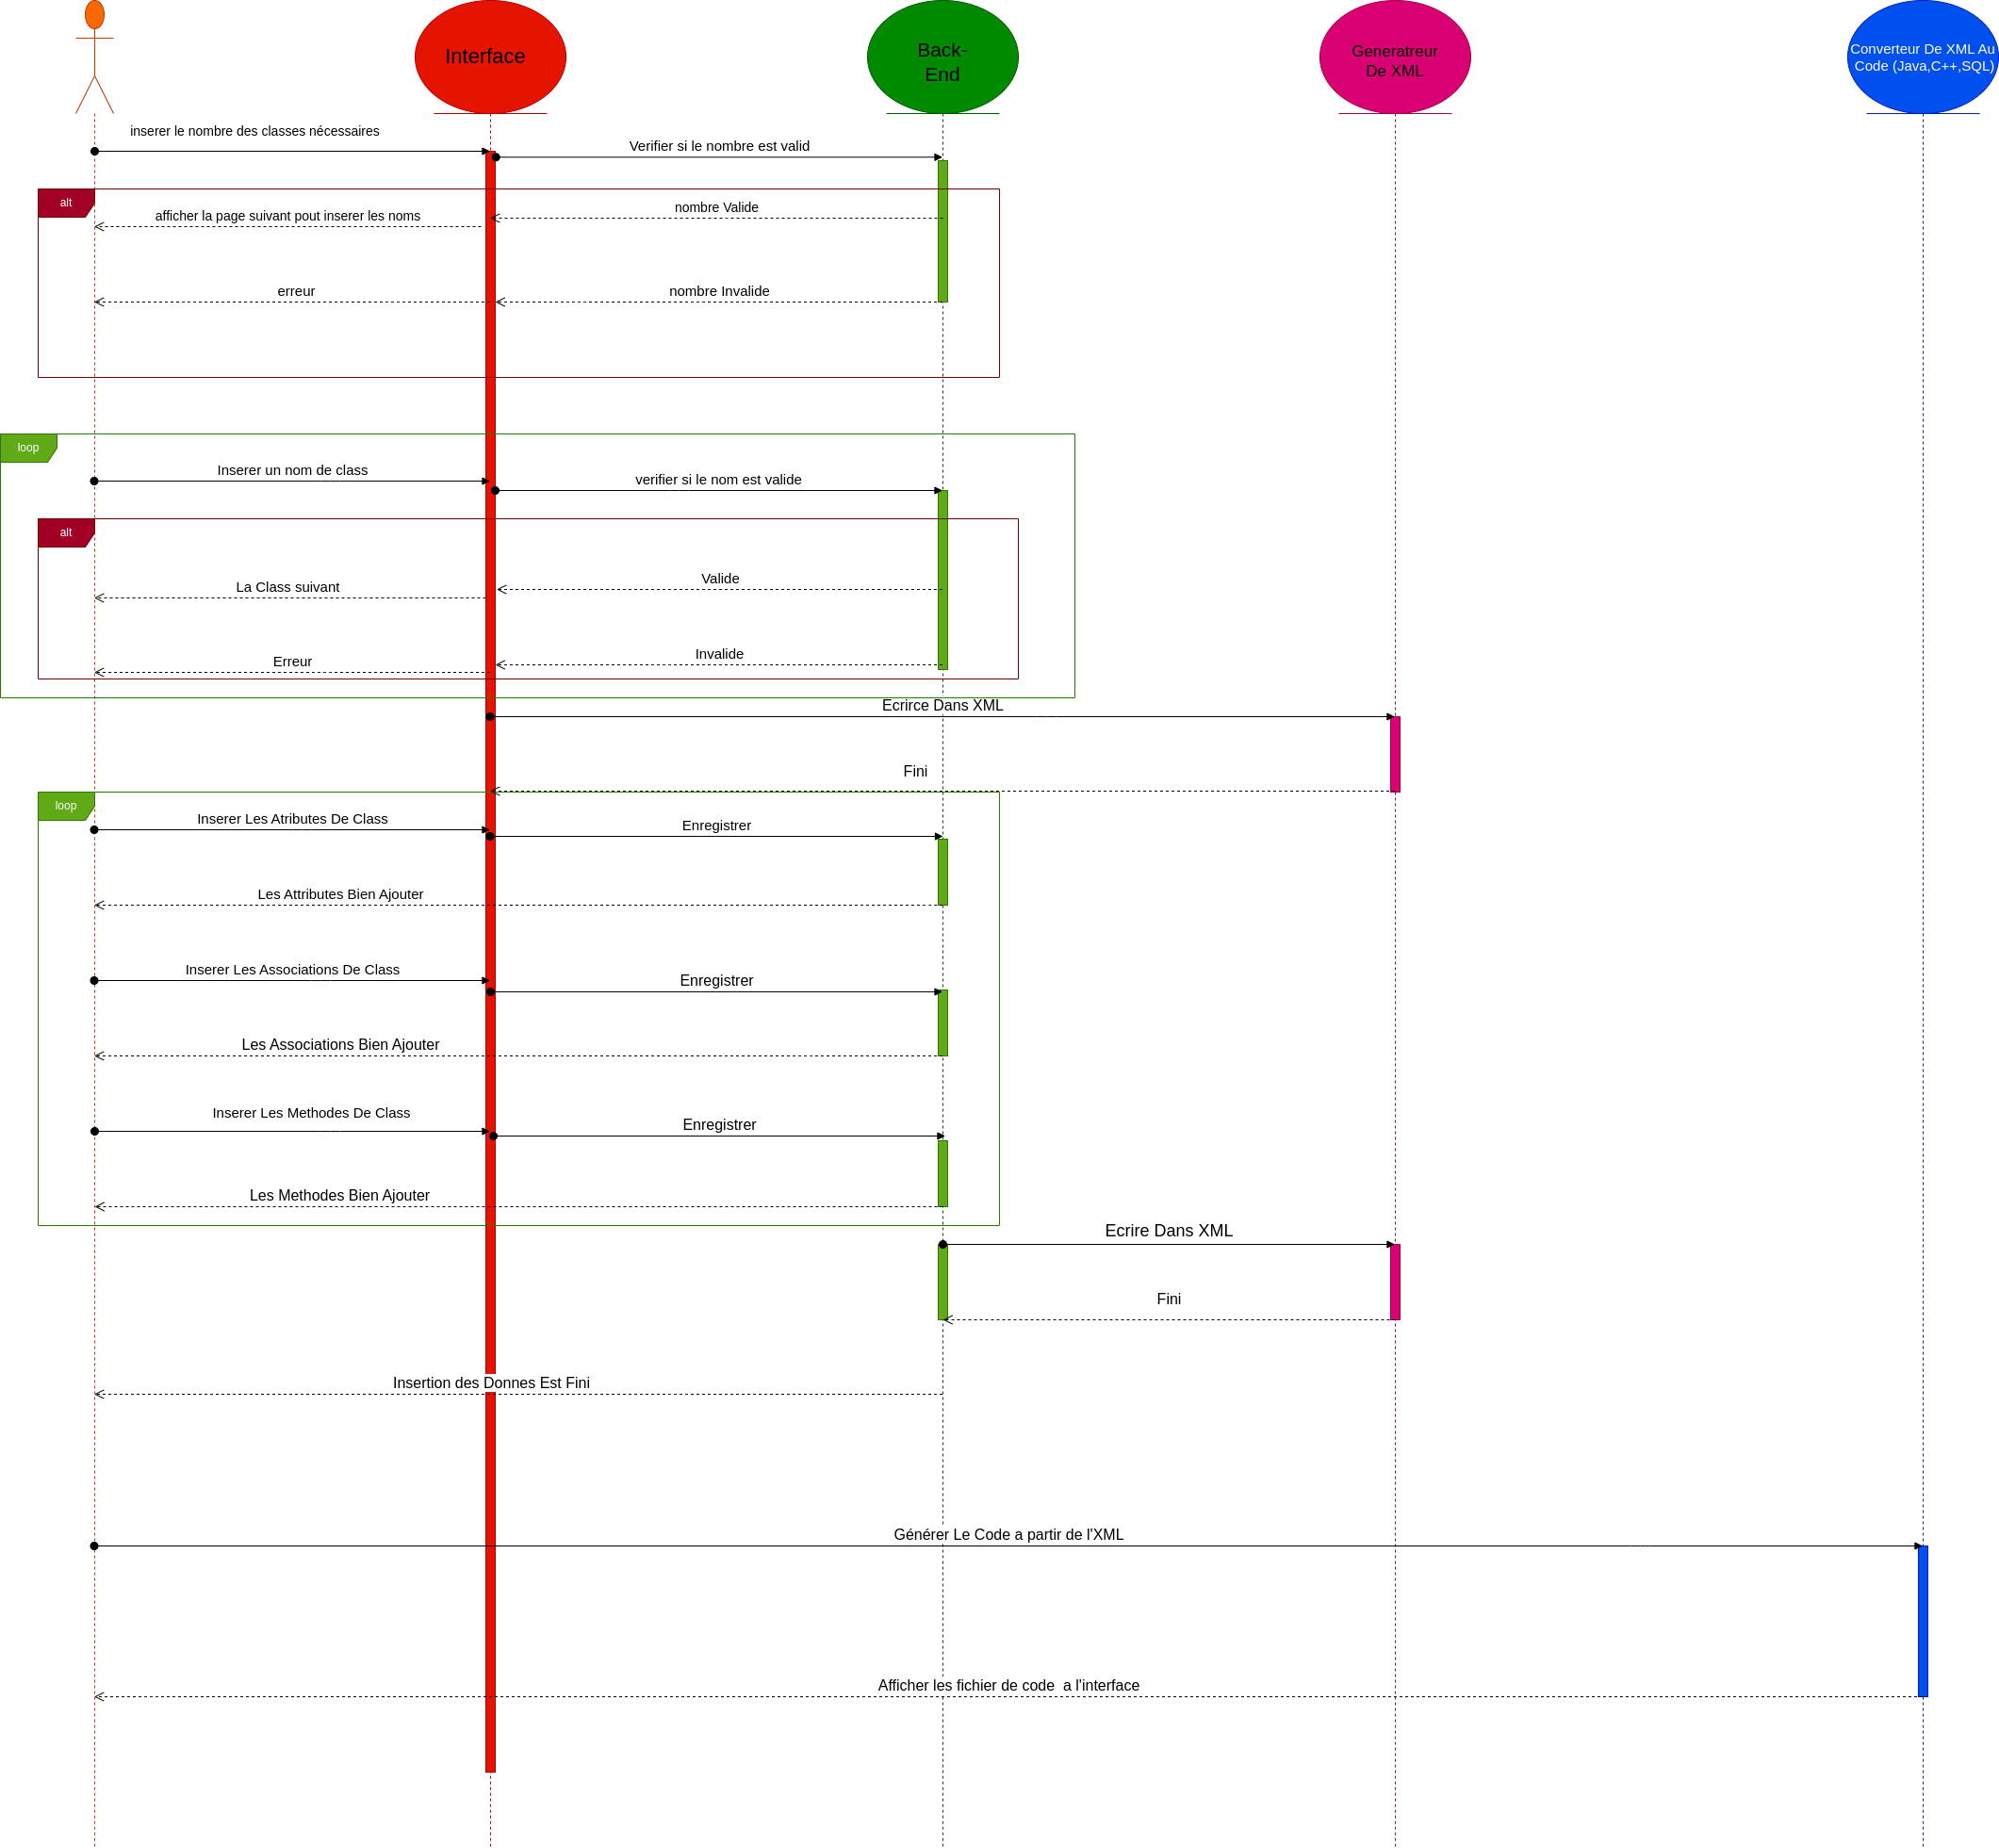 Interface
Back-
End
Generatreur
De XML
Converteur De XML Au
Code (Java,C++,SQL)
inserer le nombre des classes nécessaires
Verifier si le nombre est valid
alt
nombre Valide
afficher la page suivant pout inserer les noms
erreur
nombre Invalide
loop
Inserer un nom de class
verifier si le nom est valide
alt
Valide
La Class suivant
Invalide
Erreur
Ecrirce Dans XML
Fini
loop
Inserer Les Atributes De Class
Enregistrer
Les Attributes Bien Ajouter
Inserer Les Associations De Class
Enregistrer
Les Associations Bien Ajouter
Inserer Les Methodes De Class
Enregistrer
Les Methodes Bien Ajouter
Ecrire Dans XML
Fini
Insertion des Donnes Est Fini
Générer Le Code a partir de l'XML
Afficher les fichier de code  a l'interface